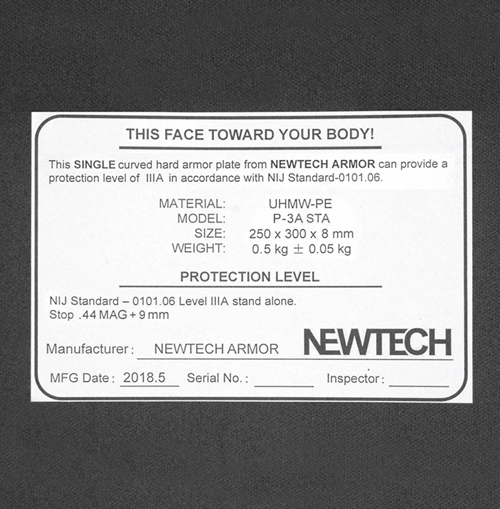 THIS FACE TOWARD YOUR BODY!
This SINGLE curved hard armor plate from NEWTECH ARMOR can provide a
protection level of IIIA in accordance with NIJ Standard-0101.06.
MATERIAL: UHMW-PE
MODEL: P-3A STA
SIZE: 250 x 300 x 8 mm
WEIGHT: 0.5 kg ± 0.05 kg
PROTECTION LEVEL
NIJ Standard – 0101.06 Level IIIA stand alone.
Stop .44 MAG + 9 mm
Manufacturer: NEWTECH ARMOR NEWTECH
MFG Date: 2018.5 Serial No.: Inspector: